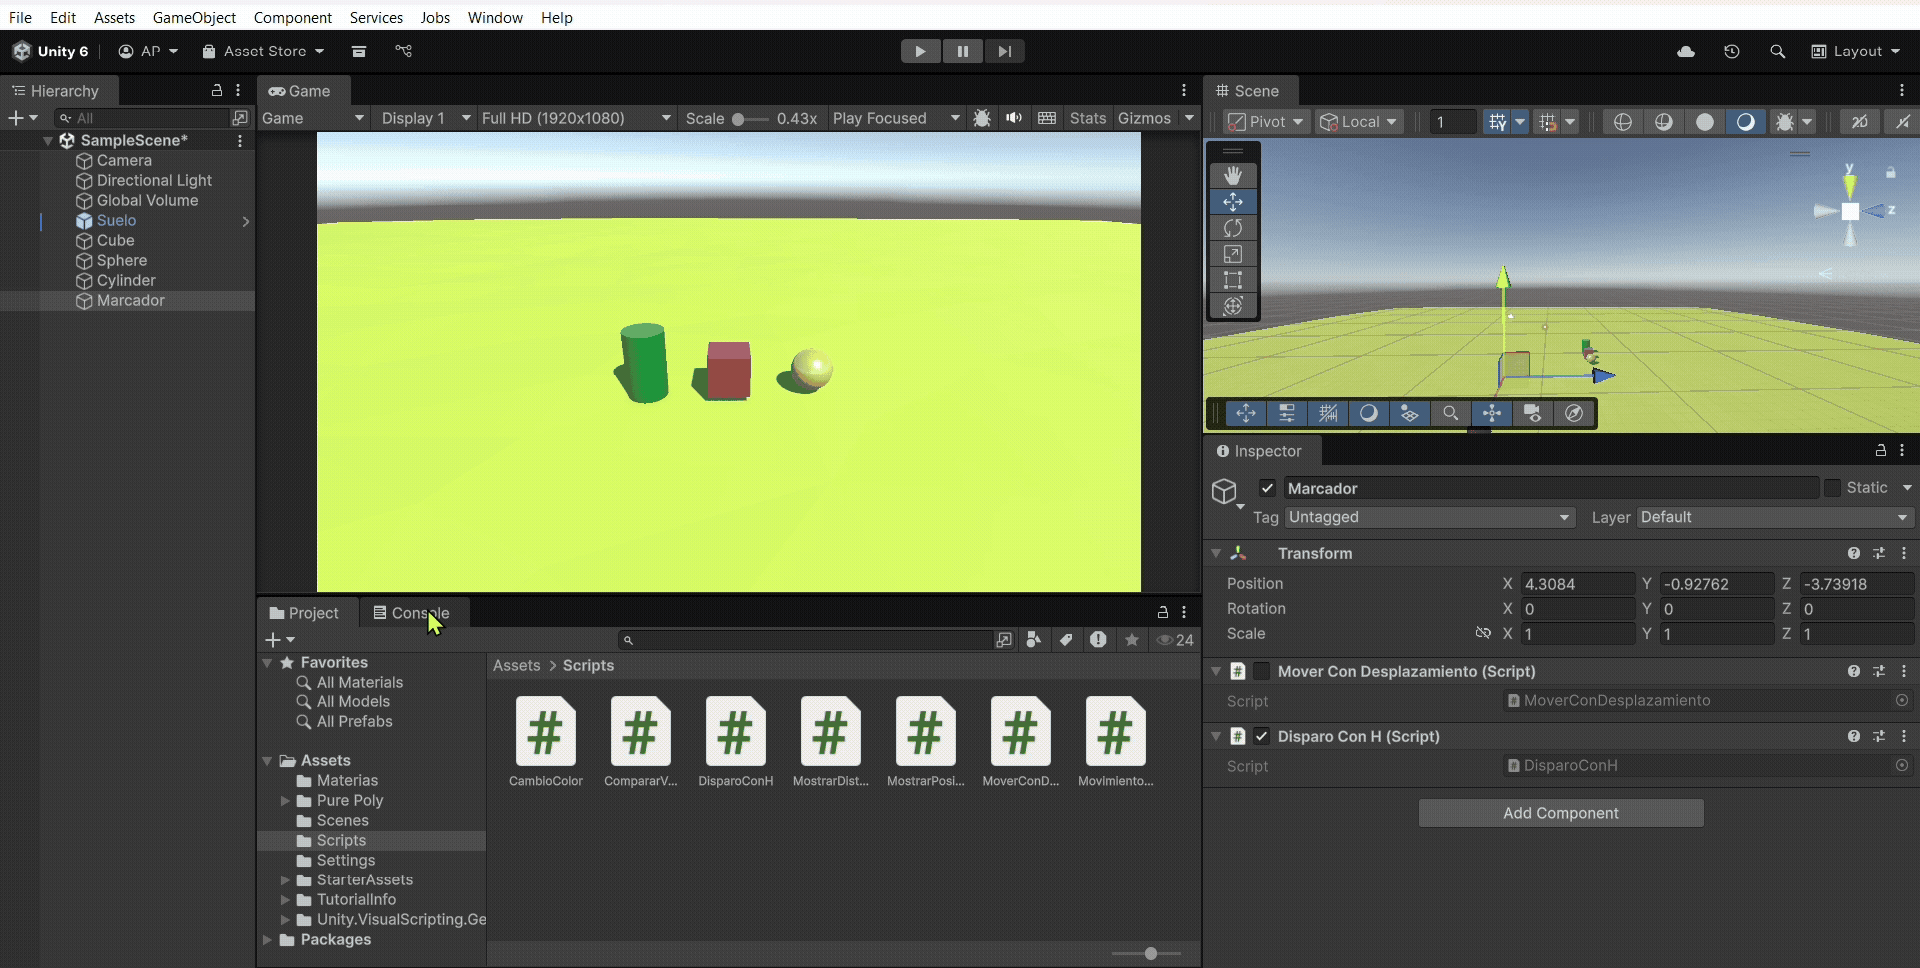 File Edit Assets GameObject Component Services Jobs Window Help
Unity 6 AP Asset Store Layout
Hierarchy
All
SampleScene*
Camera
Directional Light
Global Volume
Suelo
Cube
Sphere
Cylinder
Marcador
Game
Game Display 1 Full HD (1920x1080) Scale 0.43x Play Focused Stats Gizmos
Scene
Pivot Local 1 2D
y
z
Inspector
Marcador Static
Tag Untagged Layer Default
Transform
Position X 4.3084 Y -0.92762 Z -3.73918
Rotation X 0 Y 0 Z 0
Scale X 1 Y 1 Z 1
# Mover Con Desplazamiento (Script)
Script MoverConDesplazamiento
# Disparo Con H (Script)
Script DisparoConH
Add Component
Project Console
24
Favorites
All Materials
All Models
All Prefabs
Assets
Materias
Pure Poly
Scenes
Scripts
Settings
StarterAssets
TutorialInfo
Unity.VisualScripting.Ge
Packages
Assets > Scripts
# # # # # # #
CambioColor CompararV... DisparoConH MostrarDist... MostrarPosi... MoverConD... Movimiento...